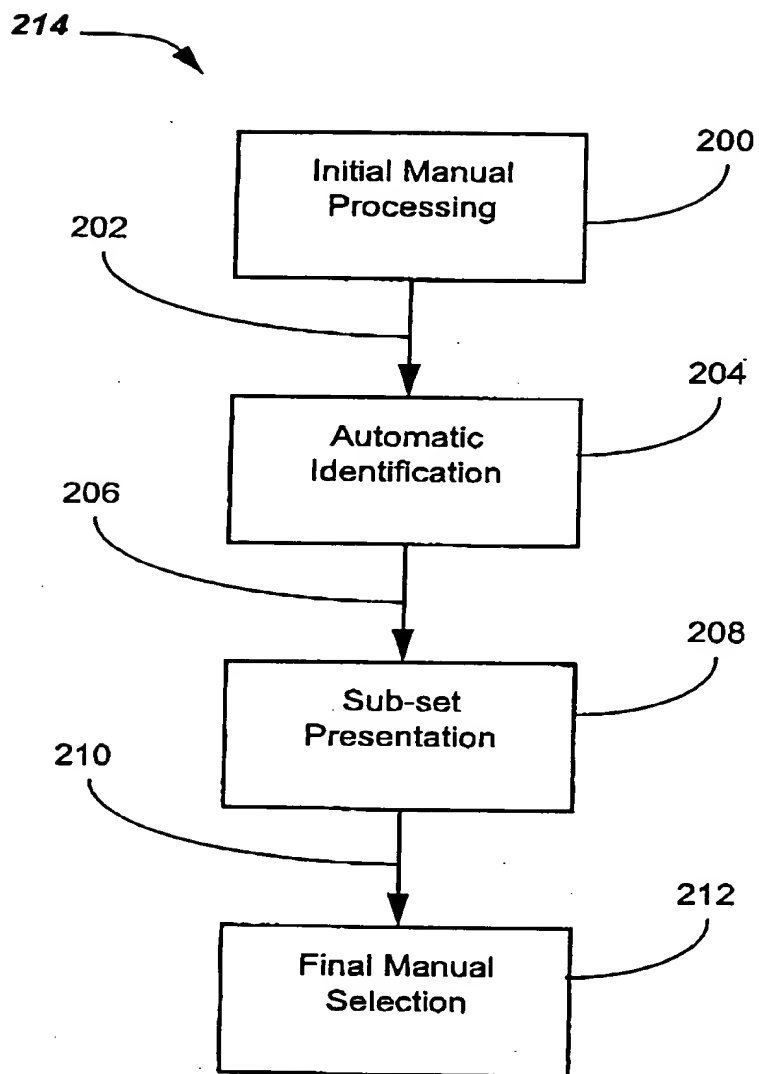 214
Initial Manual
Processing
200
202
Automatic
Identification
204
206
Sub-set
Presentation
208
210
Final Manual
Selection
212